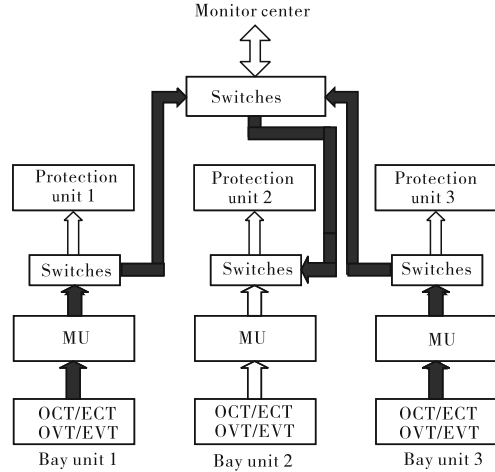 Monitor center
Switches
Protection
unit 1
Protection
unit 2
Protection
unit 3
Switches
Switches
Switches
MU
MU
MU
OCT/ECT
OVT/EVT
OCT/ECT
OVT/EVT
OCT/ECT
OVT/EVT
Bay unit 1
Bay unit 2
Bay unit 3